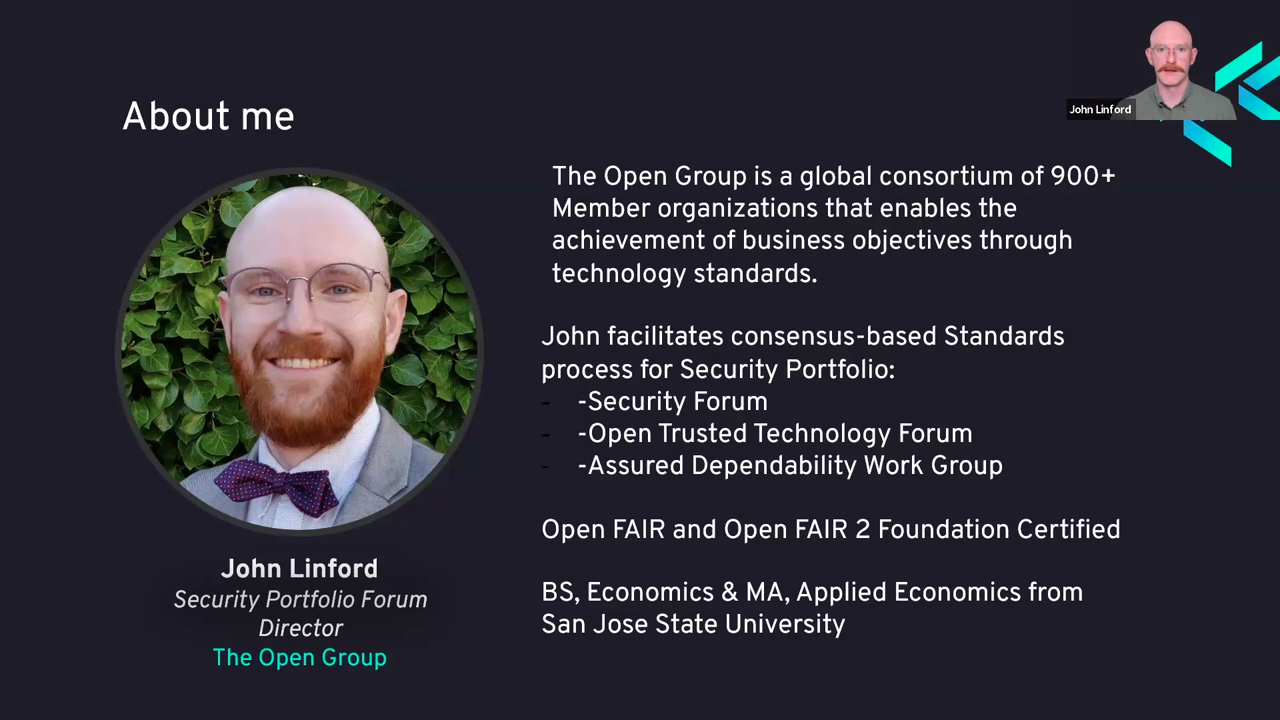 John Linford
About me
The Open Group is a global consortium of 900+
Member organizations that enables the
achievement of business objectives through
technology standards.
John facilitates consensus-based Standards
process for Security Portfolio:
- -Security Forum
- -Open Trusted Technology Forum
- -Assured Dependability Work Group
Open FAIR and Open FAIR 2 Foundation Certified
BS, Economics & MA, Applied Economics from
San Jose State University
John Linford
Security Portfolio Forum
Director
The Open Group